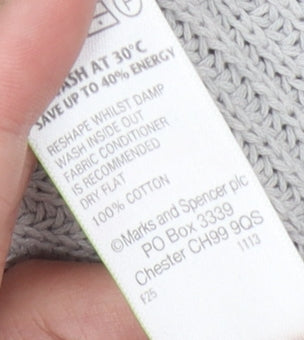 WASH AT 30°C
SAVE UP TO 40% ENERGY
RESHAPE WHILST DAMP
WASH INSIDE OUT
FABRIC CONDITIONER
IS RECOMMENDED
DRY FLAT
100% COTTON
©Marks and Spencer plc
PO Box 3339
Chester CH99 9QS
F25 1113